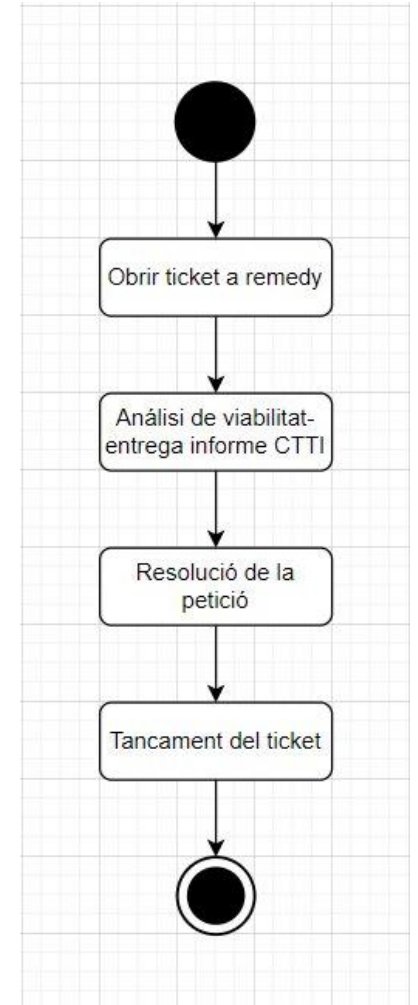 Obrir ticket a remedy
Análisi de viabilitat-
entrega informe CTTI
Resolució de la
petició
Tancament del ticket